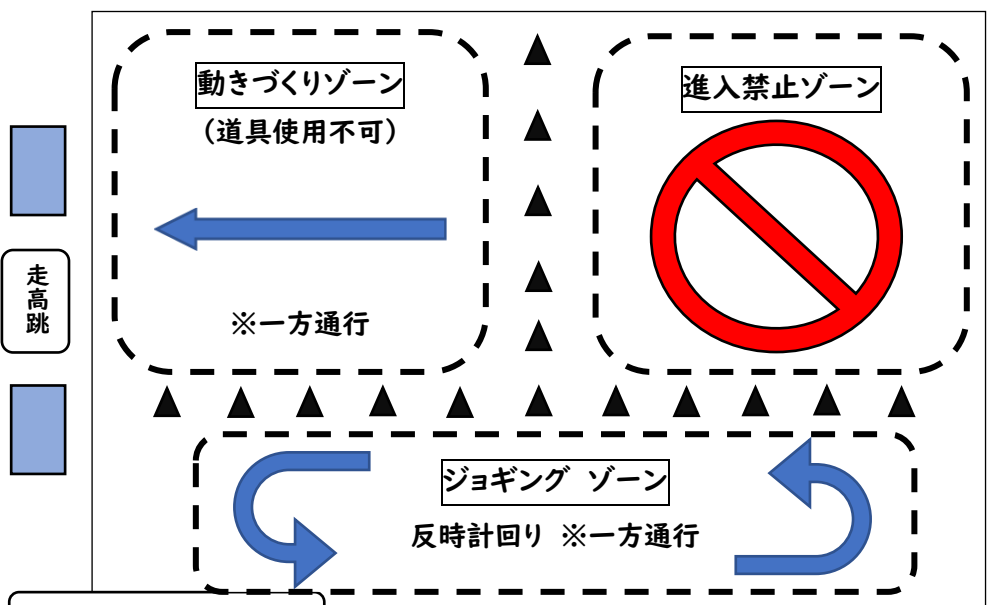 動きづくりゾーン
(道具使用不可)
※一方通行
進入禁止ゾーン
走高跳
ジョギング ゾーン
反時計回り ※一方通行